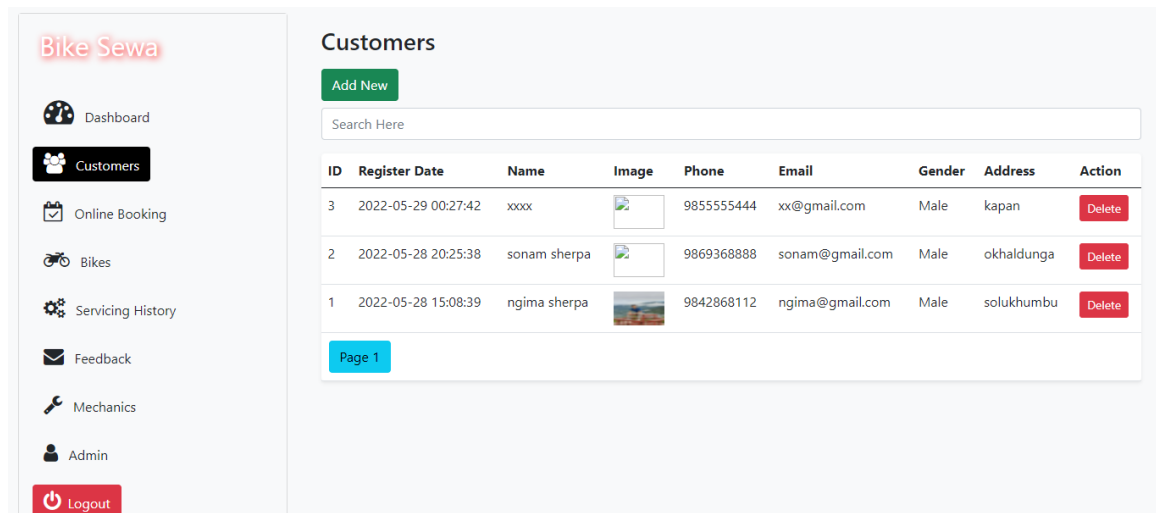 Bike Sewa
Dashboard
Customers
Online Booking
Bikes
Servicing History
Feedback
Mechanics
Admin
Logout
Customers
Add New
Search Here
ID Register Date Name Image Phone Email Gender Address Action
3 2022-05-29 00:27:42 xxxx 9855555444 xx@gmail.com Male kapan Delete
2 2022-05-28 20:25:38 sonam sherpa 9869368888 sonam@gmail.com Male okhaldunga Delete
1 2022-05-28 15:08:39 ngima sherpa 9842868112 ngima@gmail.com Male solukhumbu Delete
Page 1